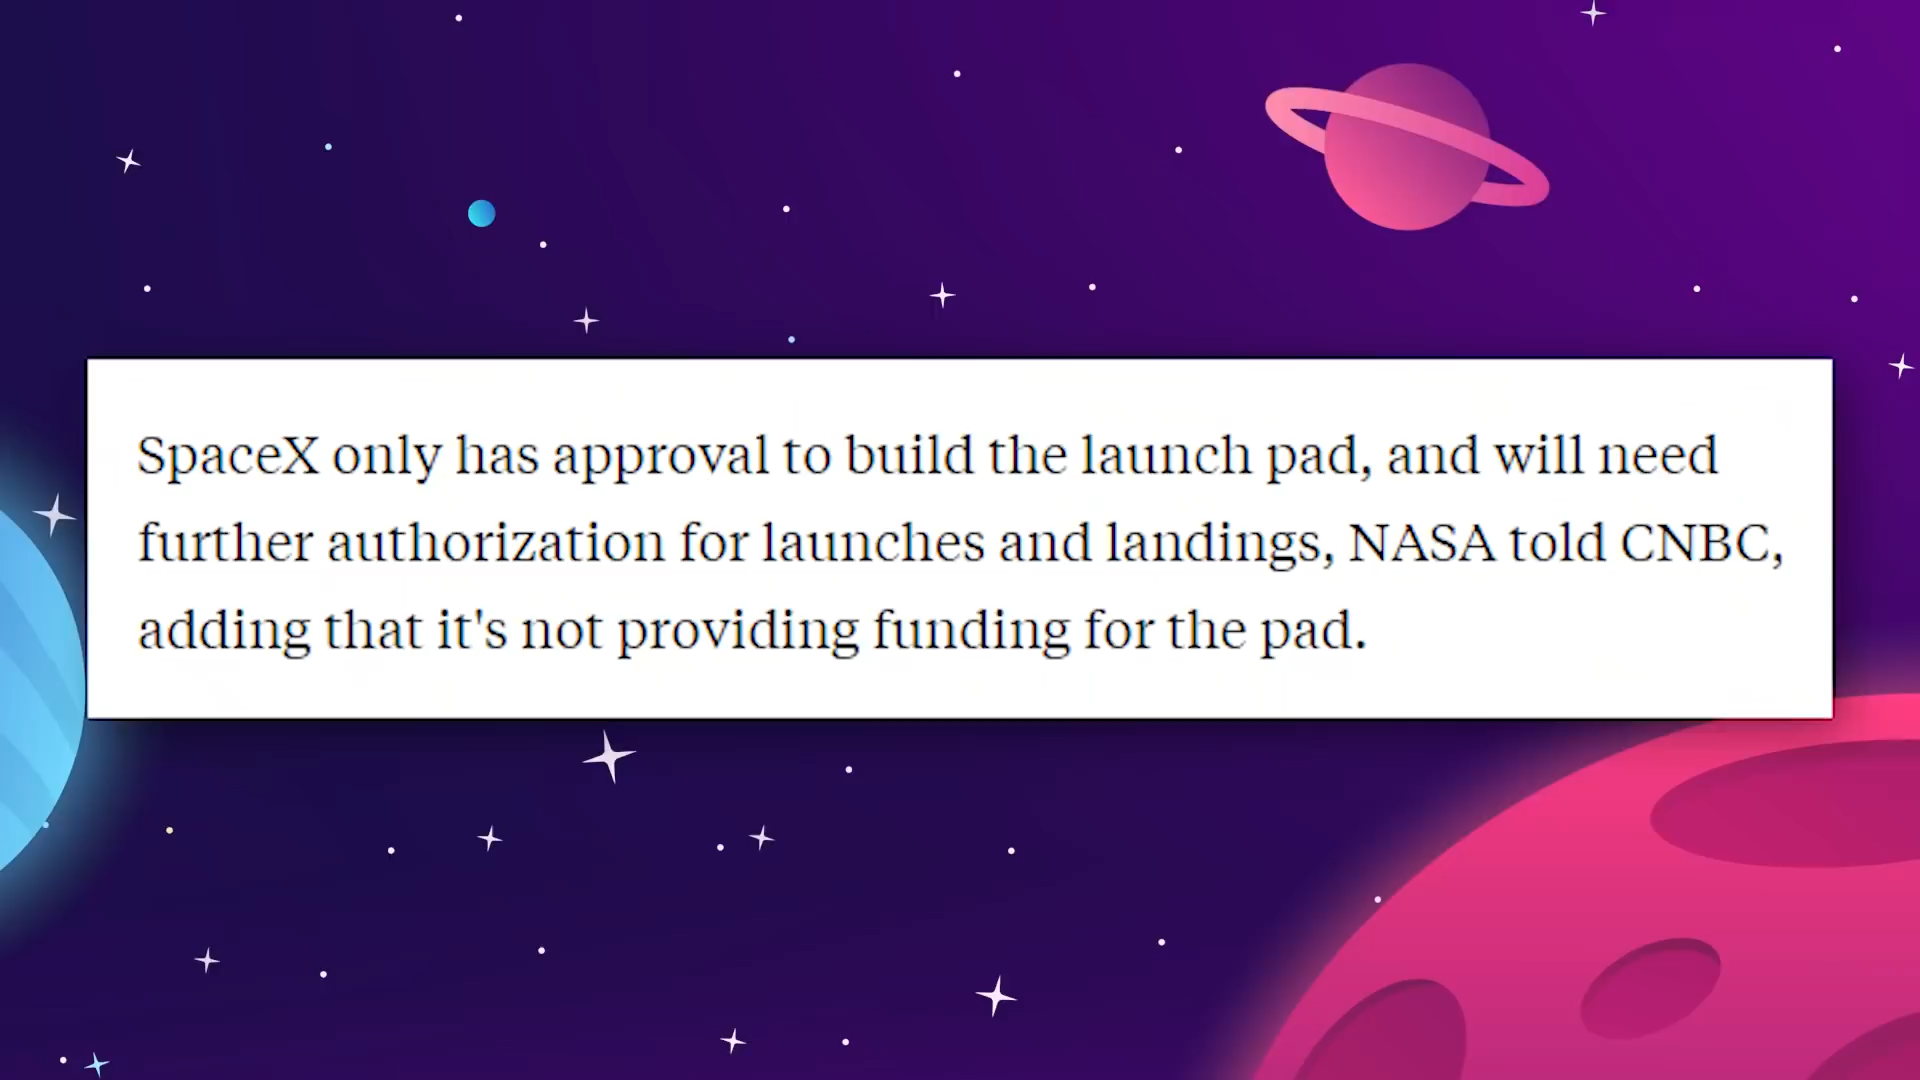 SpaceX only has approval to build the launch pad, and will need
further authorization for launches and landings, NASA told CNBC,
adding that it's not providing funding for the pad.